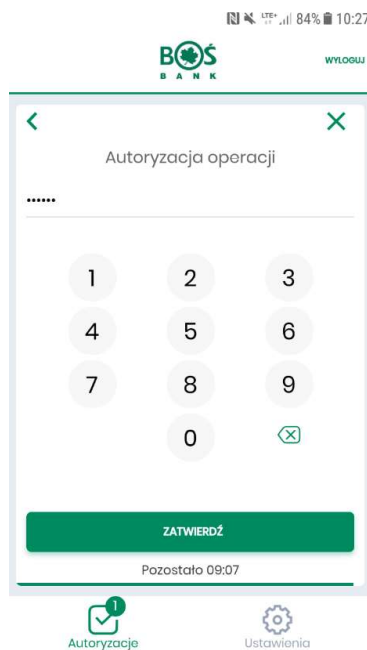 LTE+ 84% 10:27
BOŚ
BANK
WYLOGUJ
Autoryzacja operacji
••••••
1 2 3
4 5 6
7 8 9
0
ZATWIERDŹ
Pozostało 09:07
1
Autoryzacje Ustawienia